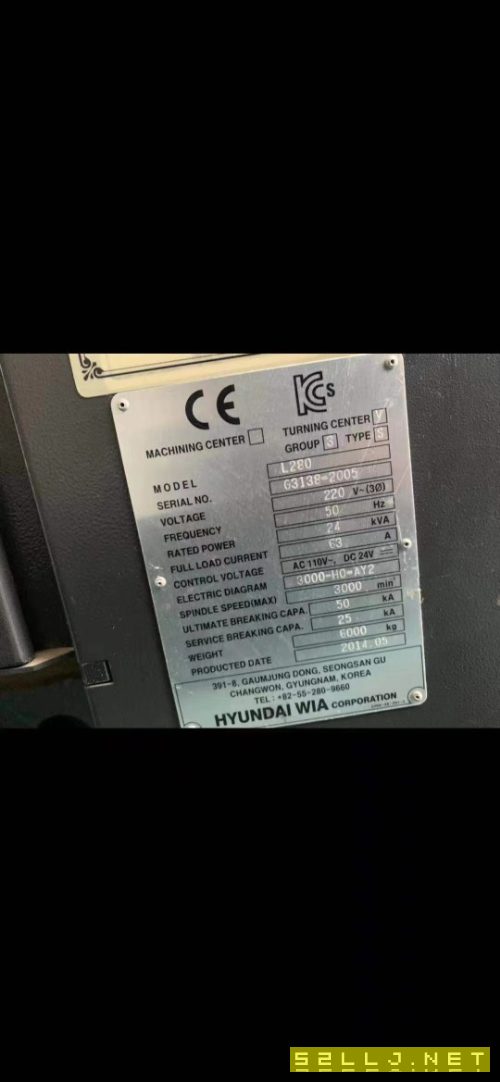 CE KCs
MACHINING CENTER TURNING CENTER V
GROUP 3 TYPE S
MODEL L280
SERIAL NO. G3138-2005
VOLTAGE 220 V~(3Ø)
FREQUENCY 50 Hz
RATED POWER 24 kVA
FULL LOAD CURRENT 63 A
CONTROL VOLTAGE AC 110V~, DC 24V
ELECTRIC DIAGRAM 3000-H0-AY2
SPINDLE SPEED(MAX) 3000 min
ULTIMATE BREAKING CAPA. 50 kA
SERVICE BREAKING CAPA. 25 kA
WEIGHT 6000 kg
PRODUCTED DATE 2014.05
391-8, GAUMJUNG DONG, SEONGSAN GU
CHANGWON, GYUNGNAM, KOREA
TEL : +82-55-280-9660
HYUNDAI WIA CORPORATION
52LLJ.NET